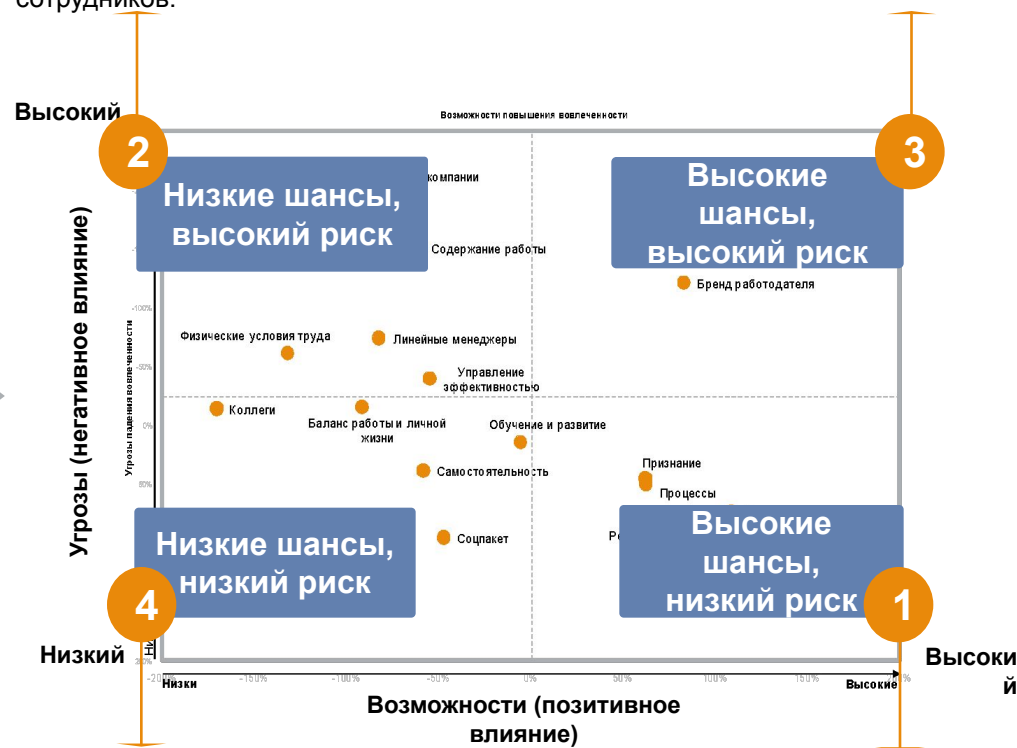 сотрудников.
Высокий
Возможности повышения вовлеченности
2
3
Низкие шансы,
высокий риск
компании
Высокие
шансы,
высокий риск
Содержание работы
Бренд работодателя
Угрозы (негативное влияние)
Угрозы падения вовлеченности
-100%
Физические условия труда
Линейные менеджеры
-50%
Управление
эффективностью
Коллеги
Баланс работы и личной
жизни
0%
Обучение и развитие
Самостоятельность
Признание
50%
Процессы
Соцпакет
Низкие шансы,
низкий риск
Высокие
шансы,
низкий риск
4
1
Низкий
Высоки
й
-200%
Низки
-150%
-100%
-50%
0%
50%
100%
150%
Высокие
Возможности (позитивное
влияние)